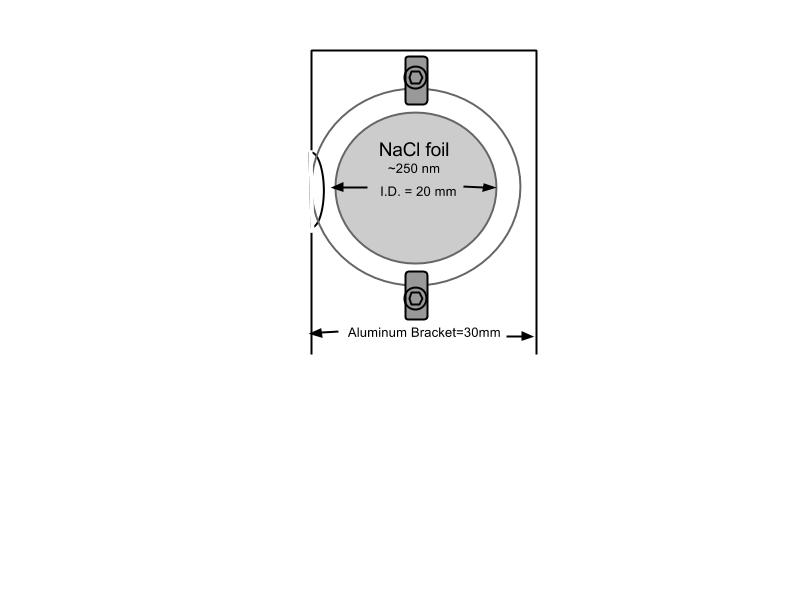 NaCl foil
~250 nm
I.D. = 20 mm
Aluminum Bracket=30mm